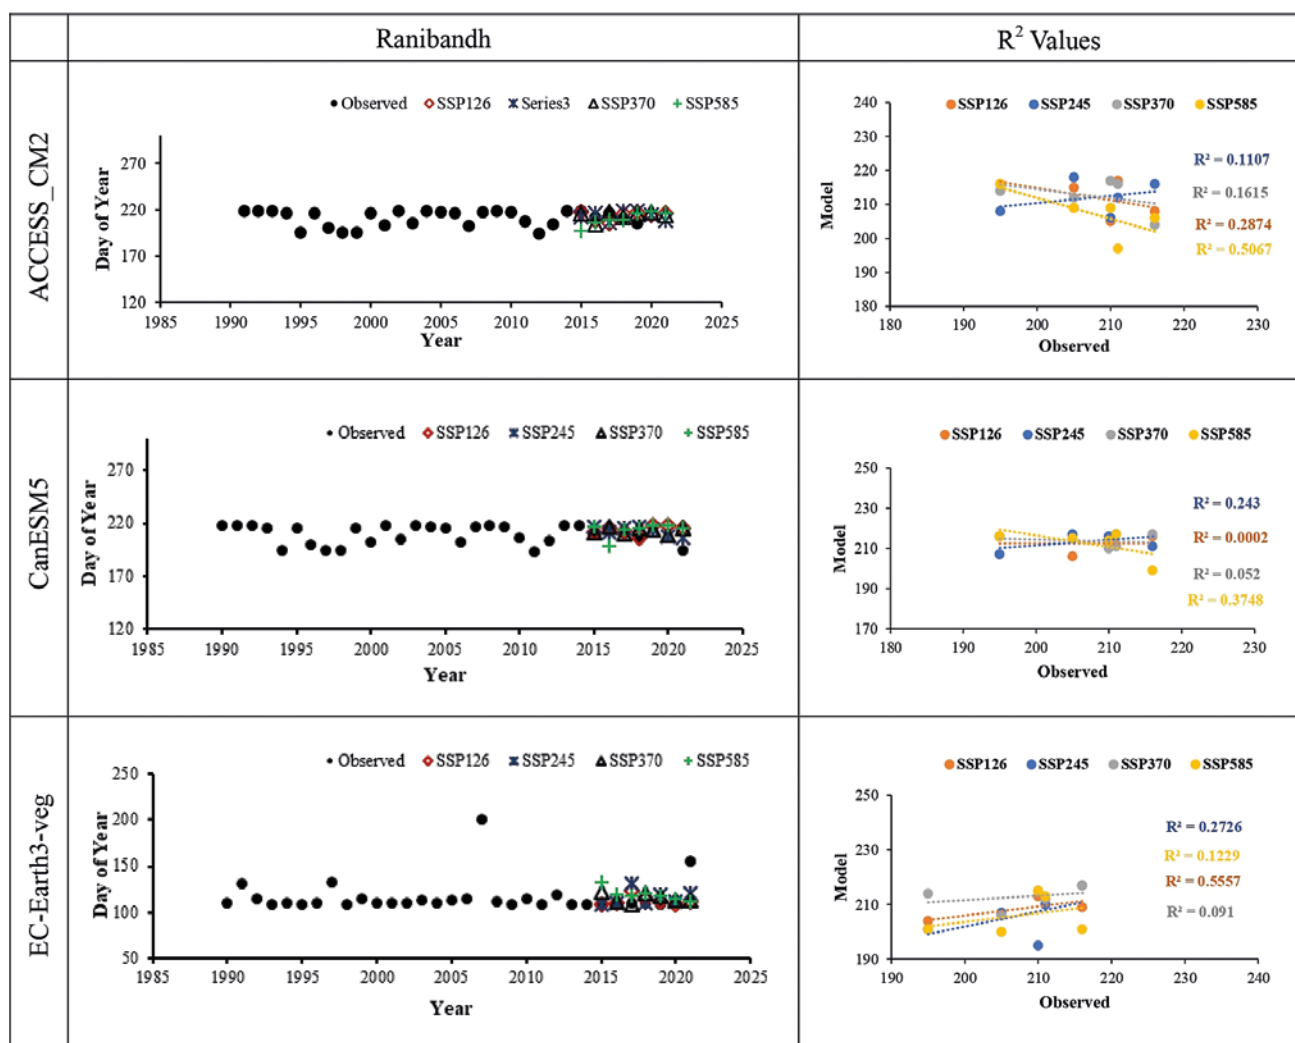 Ranibandh
R² Values
ACCESS_CM2
Observed SSP126 Series3 SSP370 SSP585
Day of Year
270
220
170
120
1985 1990 1995 2000 2005 2010 2015 2020 2025
Year
SSP126 SSP245 SSP370 SSP585
Model
240
230
220
210
200
190
180
R² = 0.1107
R² = 0.1615
R² = 0.2874
R² = 0.5067
180 190 200 210 220 230
Observed
CanESM5
Observed SSP126 SSP245 SSP370 SSP585
Day of Year
270
220
170
120
1985 1990 1995 2000 2005 2010 2015 2020 2025
Year
SSP126 SSP245 SSP370 SSP585
Model
250
230
210
190
170
R² = 0.243
R² = 0.0002
R² = 0.052
R² = 0.3748
180 190 200 210 220 230
Observed
EC-Earth3-veg
Observed SSP126 SSP245 SSP370 SSP585
Day of Year
250
200
150
100
50
1985 1990 1995 2000 2005 2010 2015 2020 2025
Year
SSP126 SSP245 SSP370 SSP585
Model
250
230
210
190
R² = 0.2726
R² = 0.1229
R² = 0.5557
R² = 0.091
190 200 210 220 230 240
Observed